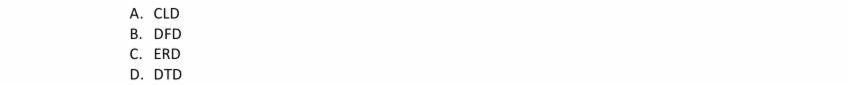 A. CLD
B. DFD
C. ERD
D. DTD